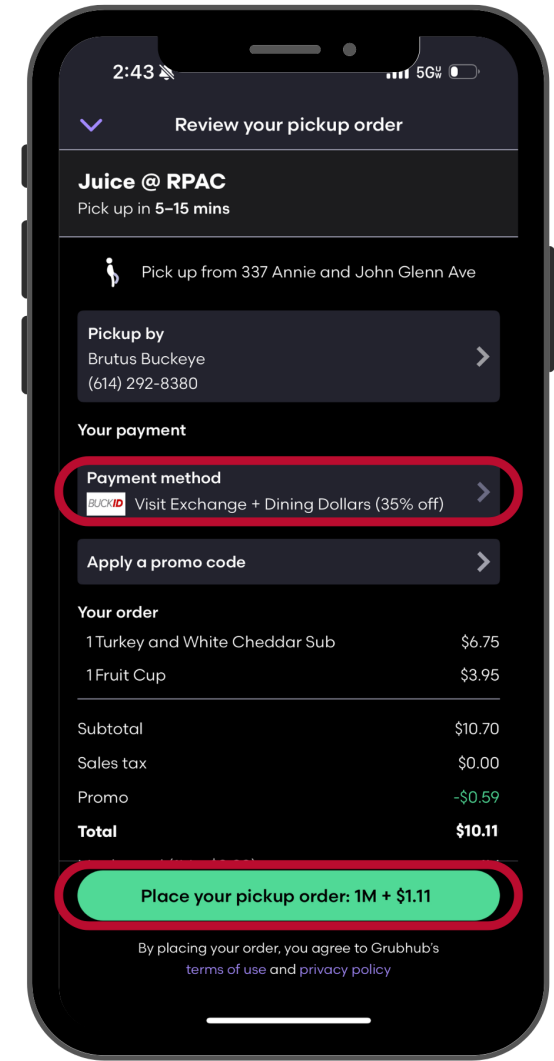 2:43 5G UW
Review your pickup order
Juice @ RPAC
Pick up in 5–15 mins
Pick up from 337 Annie and John Glenn Ave
Pickup by
Brutus Buckeye
(614) 292-8380
Your payment
Payment method
BUCKID Visit Exchange + Dining Dollars (35% off)
Apply a promo code
Your order
1 Turkey and White Cheddar Sub $6.75
1 Fruit Cup $3.95
Subtotal $10.70
Sales tax $0.00
Promo -$0.59
Total $10.11
Place your pickup order: 1M + $1.11
By placing your order, you agree to Grubhub's
terms of use and privacy policy